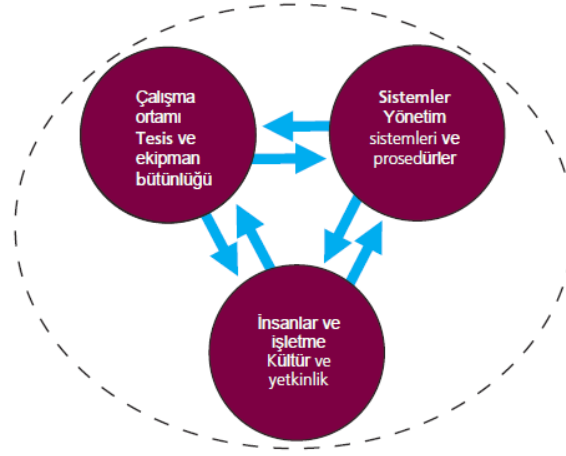 Çalışma
ortamı
Tesis ve
ekipman
bütünlüğü
Sistemler
Yönetim
sistemleri ve
prosedürler
İnsanlar ve
işletme
Kültür ve
yetkinlik